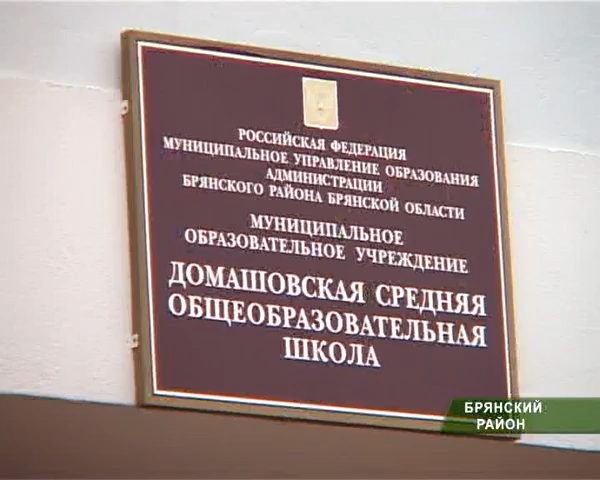 РОССИЙСКАЯ ФЕДЕРАЦИЯ
МУНИЦИПАЛЬНОЕ УПРАВЛЕНИЕ ОБРАЗОВАНИЯ
АДМИНИСТРАЦИИ
БРЯНСКОГО РАЙОНА БРЯНСКОЙ ОБЛАСТИ
МУНИЦИПАЛЬНОЕ
ОБРАЗОВАТЕЛЬНОЕ УЧРЕЖДЕНИЕ
ДОМАШОВСКАЯ СРЕДНЯЯ
ОБЩЕОБРАЗОВАТЕЛЬНАЯ
ШКОЛА
БРЯНСКИЙ
РАЙОН